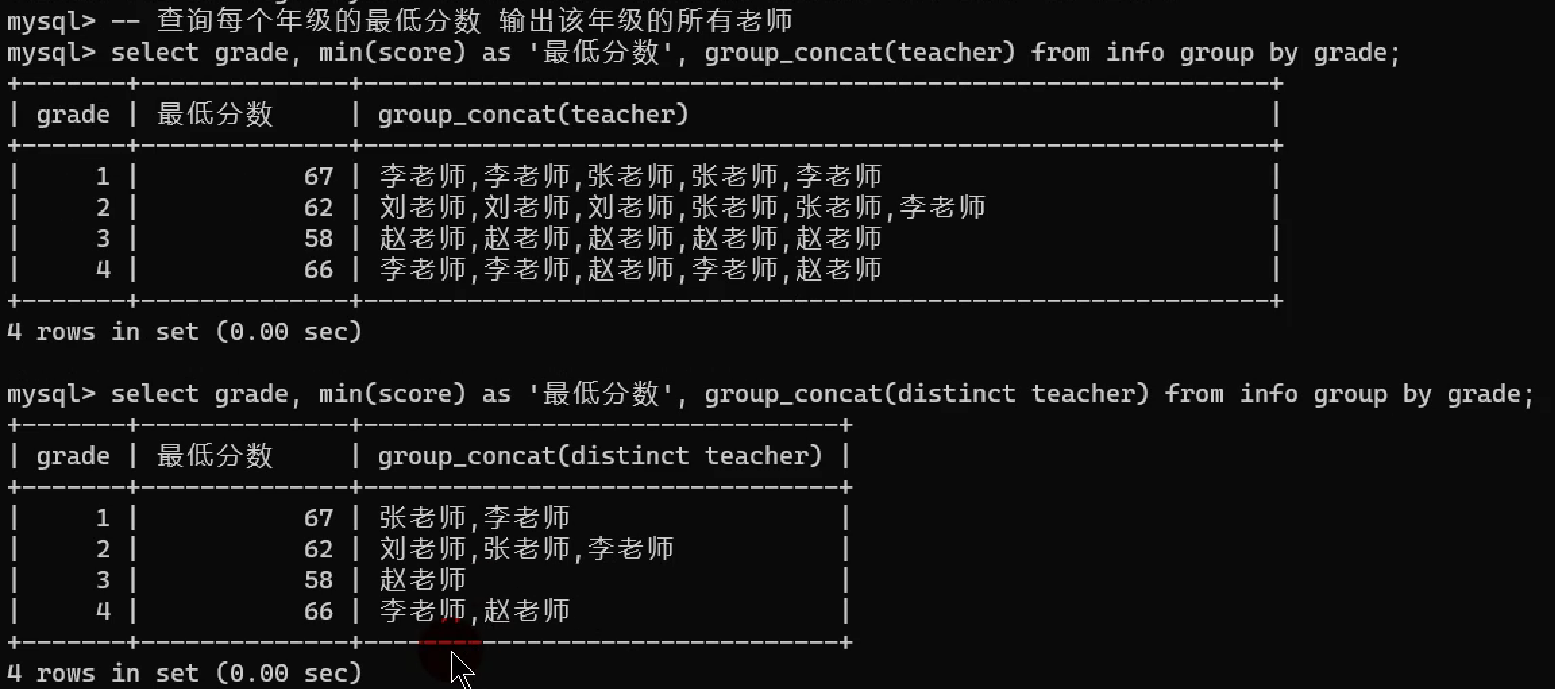 mysql> -- 查询每个年级的最低分数 输出该年级的所有老师
mysql> select grade, min(score) as '最低分数', group_concat(teacher) from info group by grade;
+-------+--------------+-------------------------------------------------------------+
| grade | 最低分数     | group_concat(teacher)                                       |
+-------+--------------+-------------------------------------------------------------+
|     1 |           67 | 李老师,李老师,张老师,张老师,李老师                          |
|     2 |           62 | 刘老师,刘老师,刘老师,张老师,张老师,李老师                   |
|     3 |           58 | 赵老师,赵老师,赵老师,赵老师,赵老师                          |
|     4 |           66 | 李老师,李老师,赵老师,李老师,赵老师                          |
+-------+--------------+-------------------------------------------------------------+
4 rows in set (0.00 sec)
mysql> select grade, min(score) as '最低分数', group_concat(distinct teacher) from info group by grade;
+-------+--------------+--------------------------------+
| grade | 最低分数     | group_concat(distinct teacher) |
+-------+--------------+--------------------------------+
|     1 |           67 | 张老师,李老师                  |
|     2 |           62 | 刘老师,张老师,李老师           |
|     3 |           58 | 赵老师                         |
|     4 |           66 | 李老师,赵老师                  |
+-------+--------------+--------------------------------+
4 rows in set (0.00 sec)